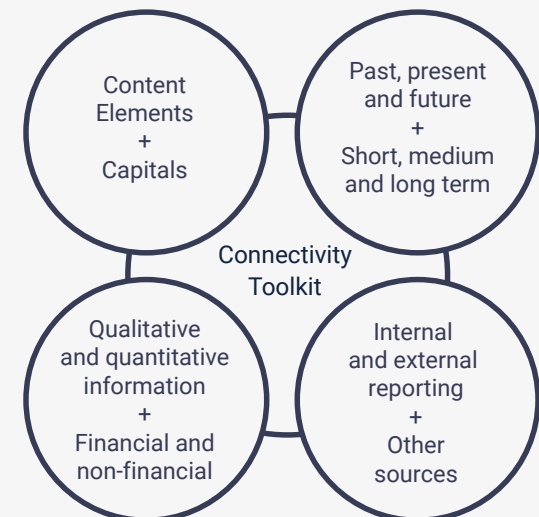 Content
Elements
+
Capitals
Past, present
and future
+
Short, medium
and long term
Connectivity
Toolkit
Qualitative
and quantitative
information
+
Financial and
non-financial
Internal
and external
reporting
+
Other
sources